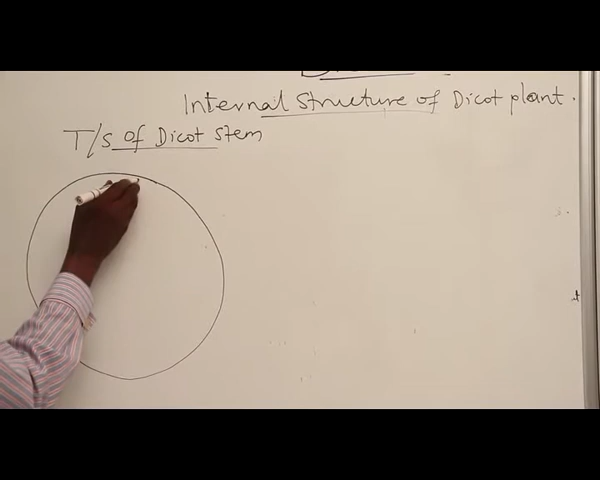 Internal Structure of Dicot plant.
T/S of Dicot Stem